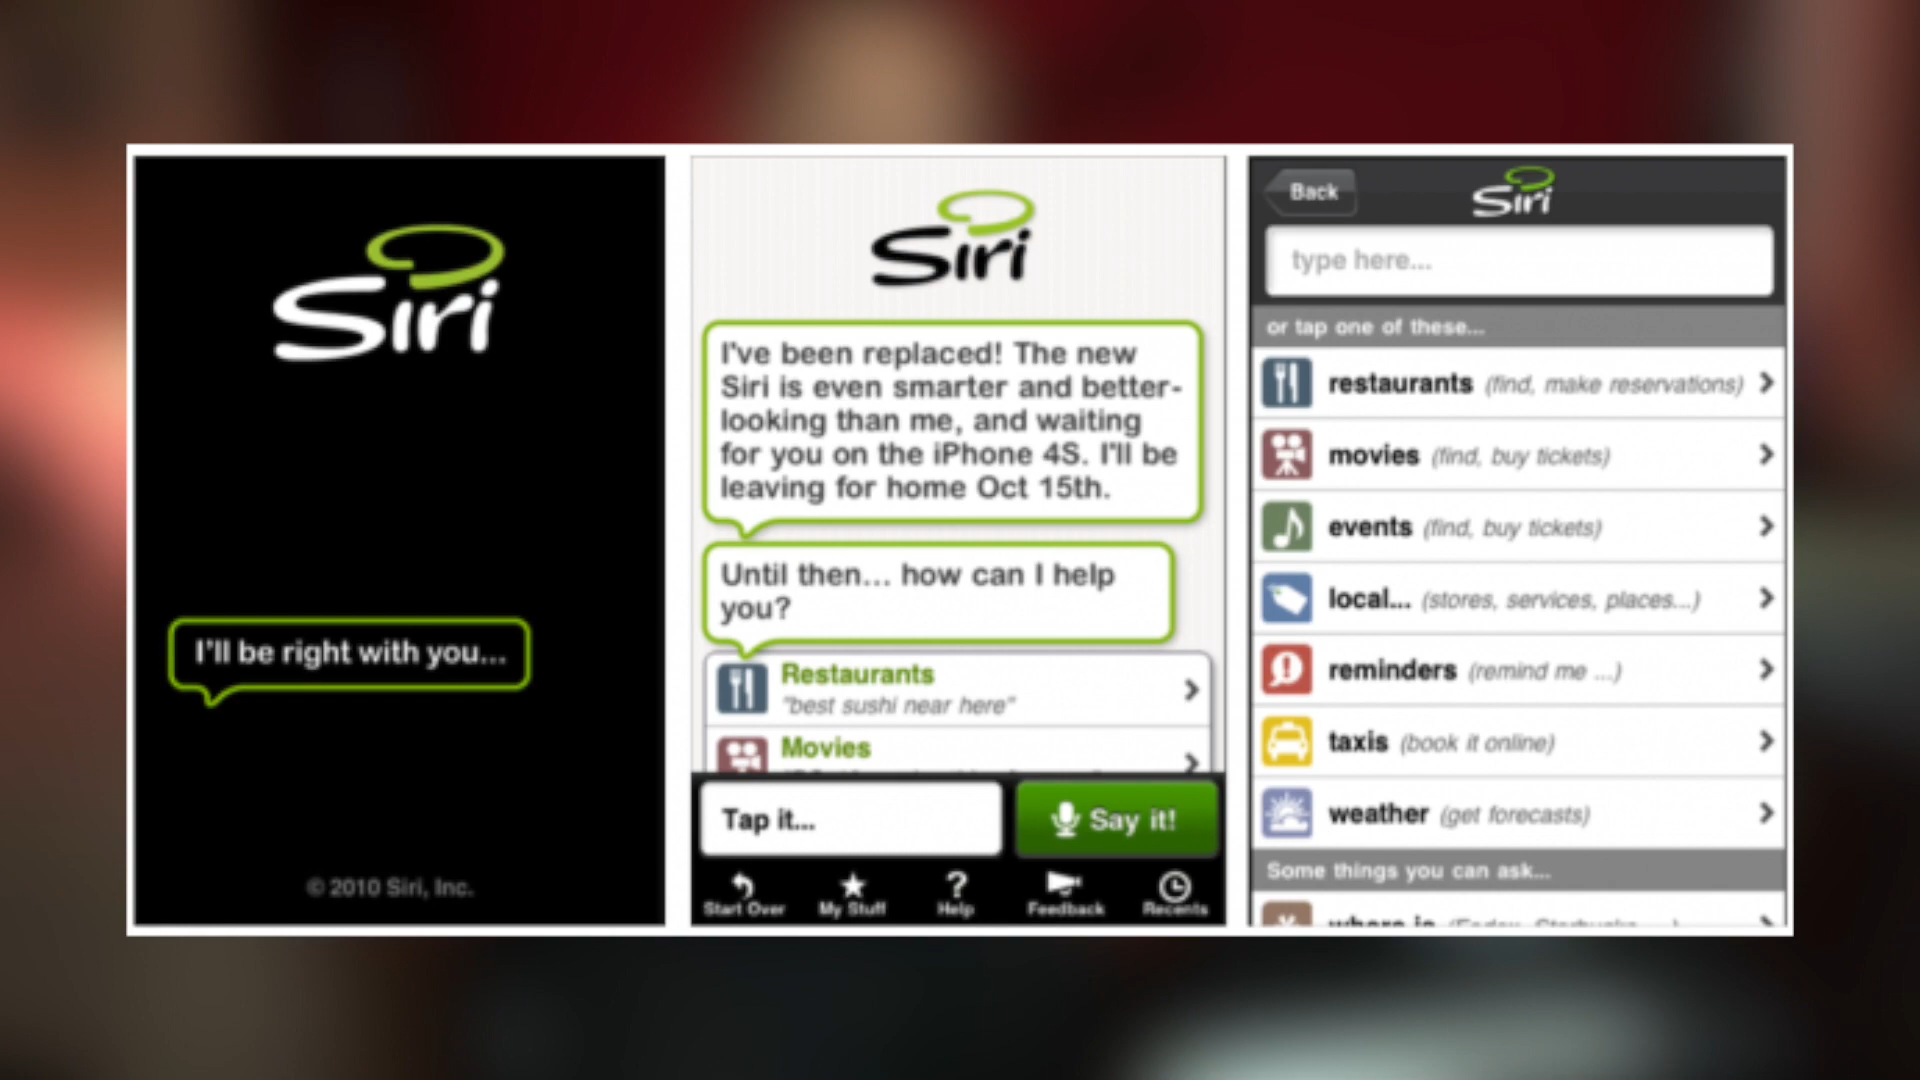 Siri
I'll be right with you...
© 2010 Siri, Inc.
Siri
I've been replaced! The new
Siri is even smarter and better-
looking than me, and waiting
for you on the iPhone 4S. I'll be
leaving for home Oct 15th.
Until then... how can I help
you?
Restaurants
"best sushi near here"
Movies
Tap it...
Say it!
Start Over My Stuff Help Feedback Recents
Back
Siri
type here...
or tap one of these...
restaurants (find, make reservations)
movies (find, buy tickets)
events (find, buy tickets)
local... (stores, services, places...)
reminders (remind me ...)
taxis (book it online)
weather (get forecasts)
Some things you can ask...
where is